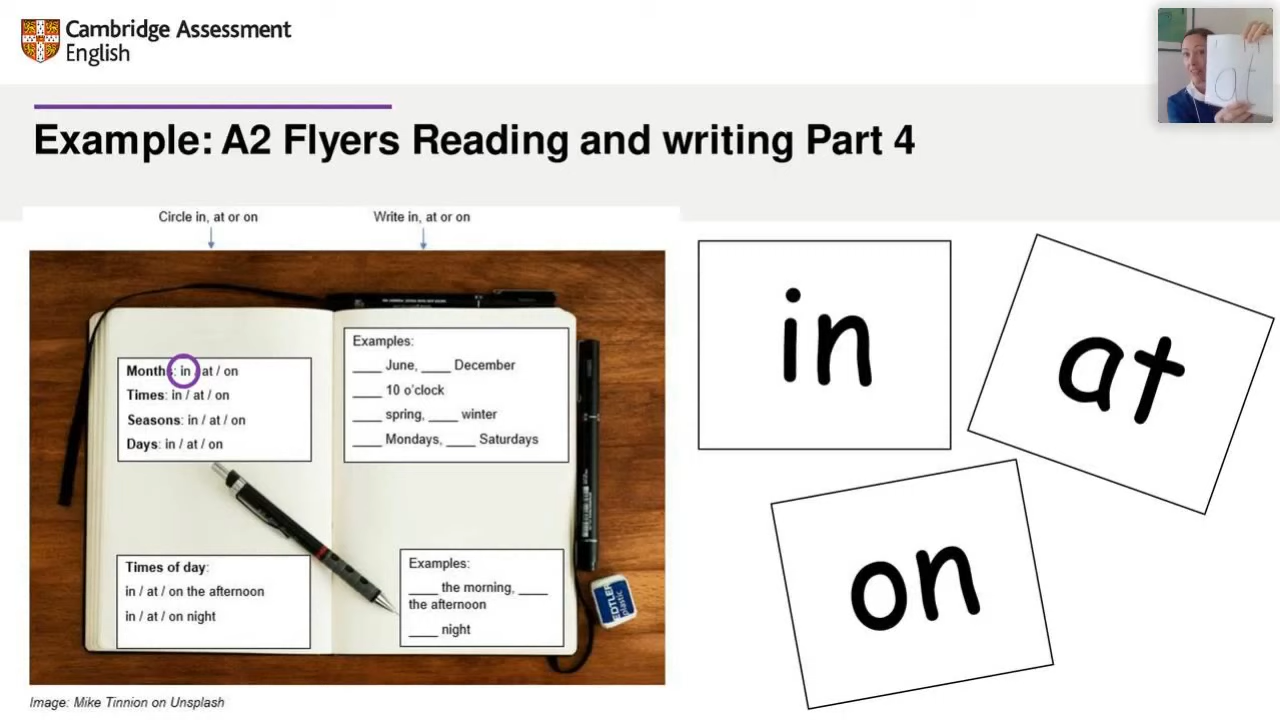 Cambridge Assessment
English
Example: A2 Flyers Reading and writing Part 4
Circle in, at or on
Write in, at or on
Months: in / at / on
Times: in / at / on
Seasons: in / at / on
Days: in / at / on
Examples:
____ June, ____ December
____ 10 o'clock
____ spring, ____ winter
____ Mondays, ____ Saturdays
Times of day:
in / at / on the afternoon
in / at / on night
Examples:
____ the morning, ____
the afternoon
____ night
in
at
on
at
plastic
Image: Mike Tinnion on Unsplash